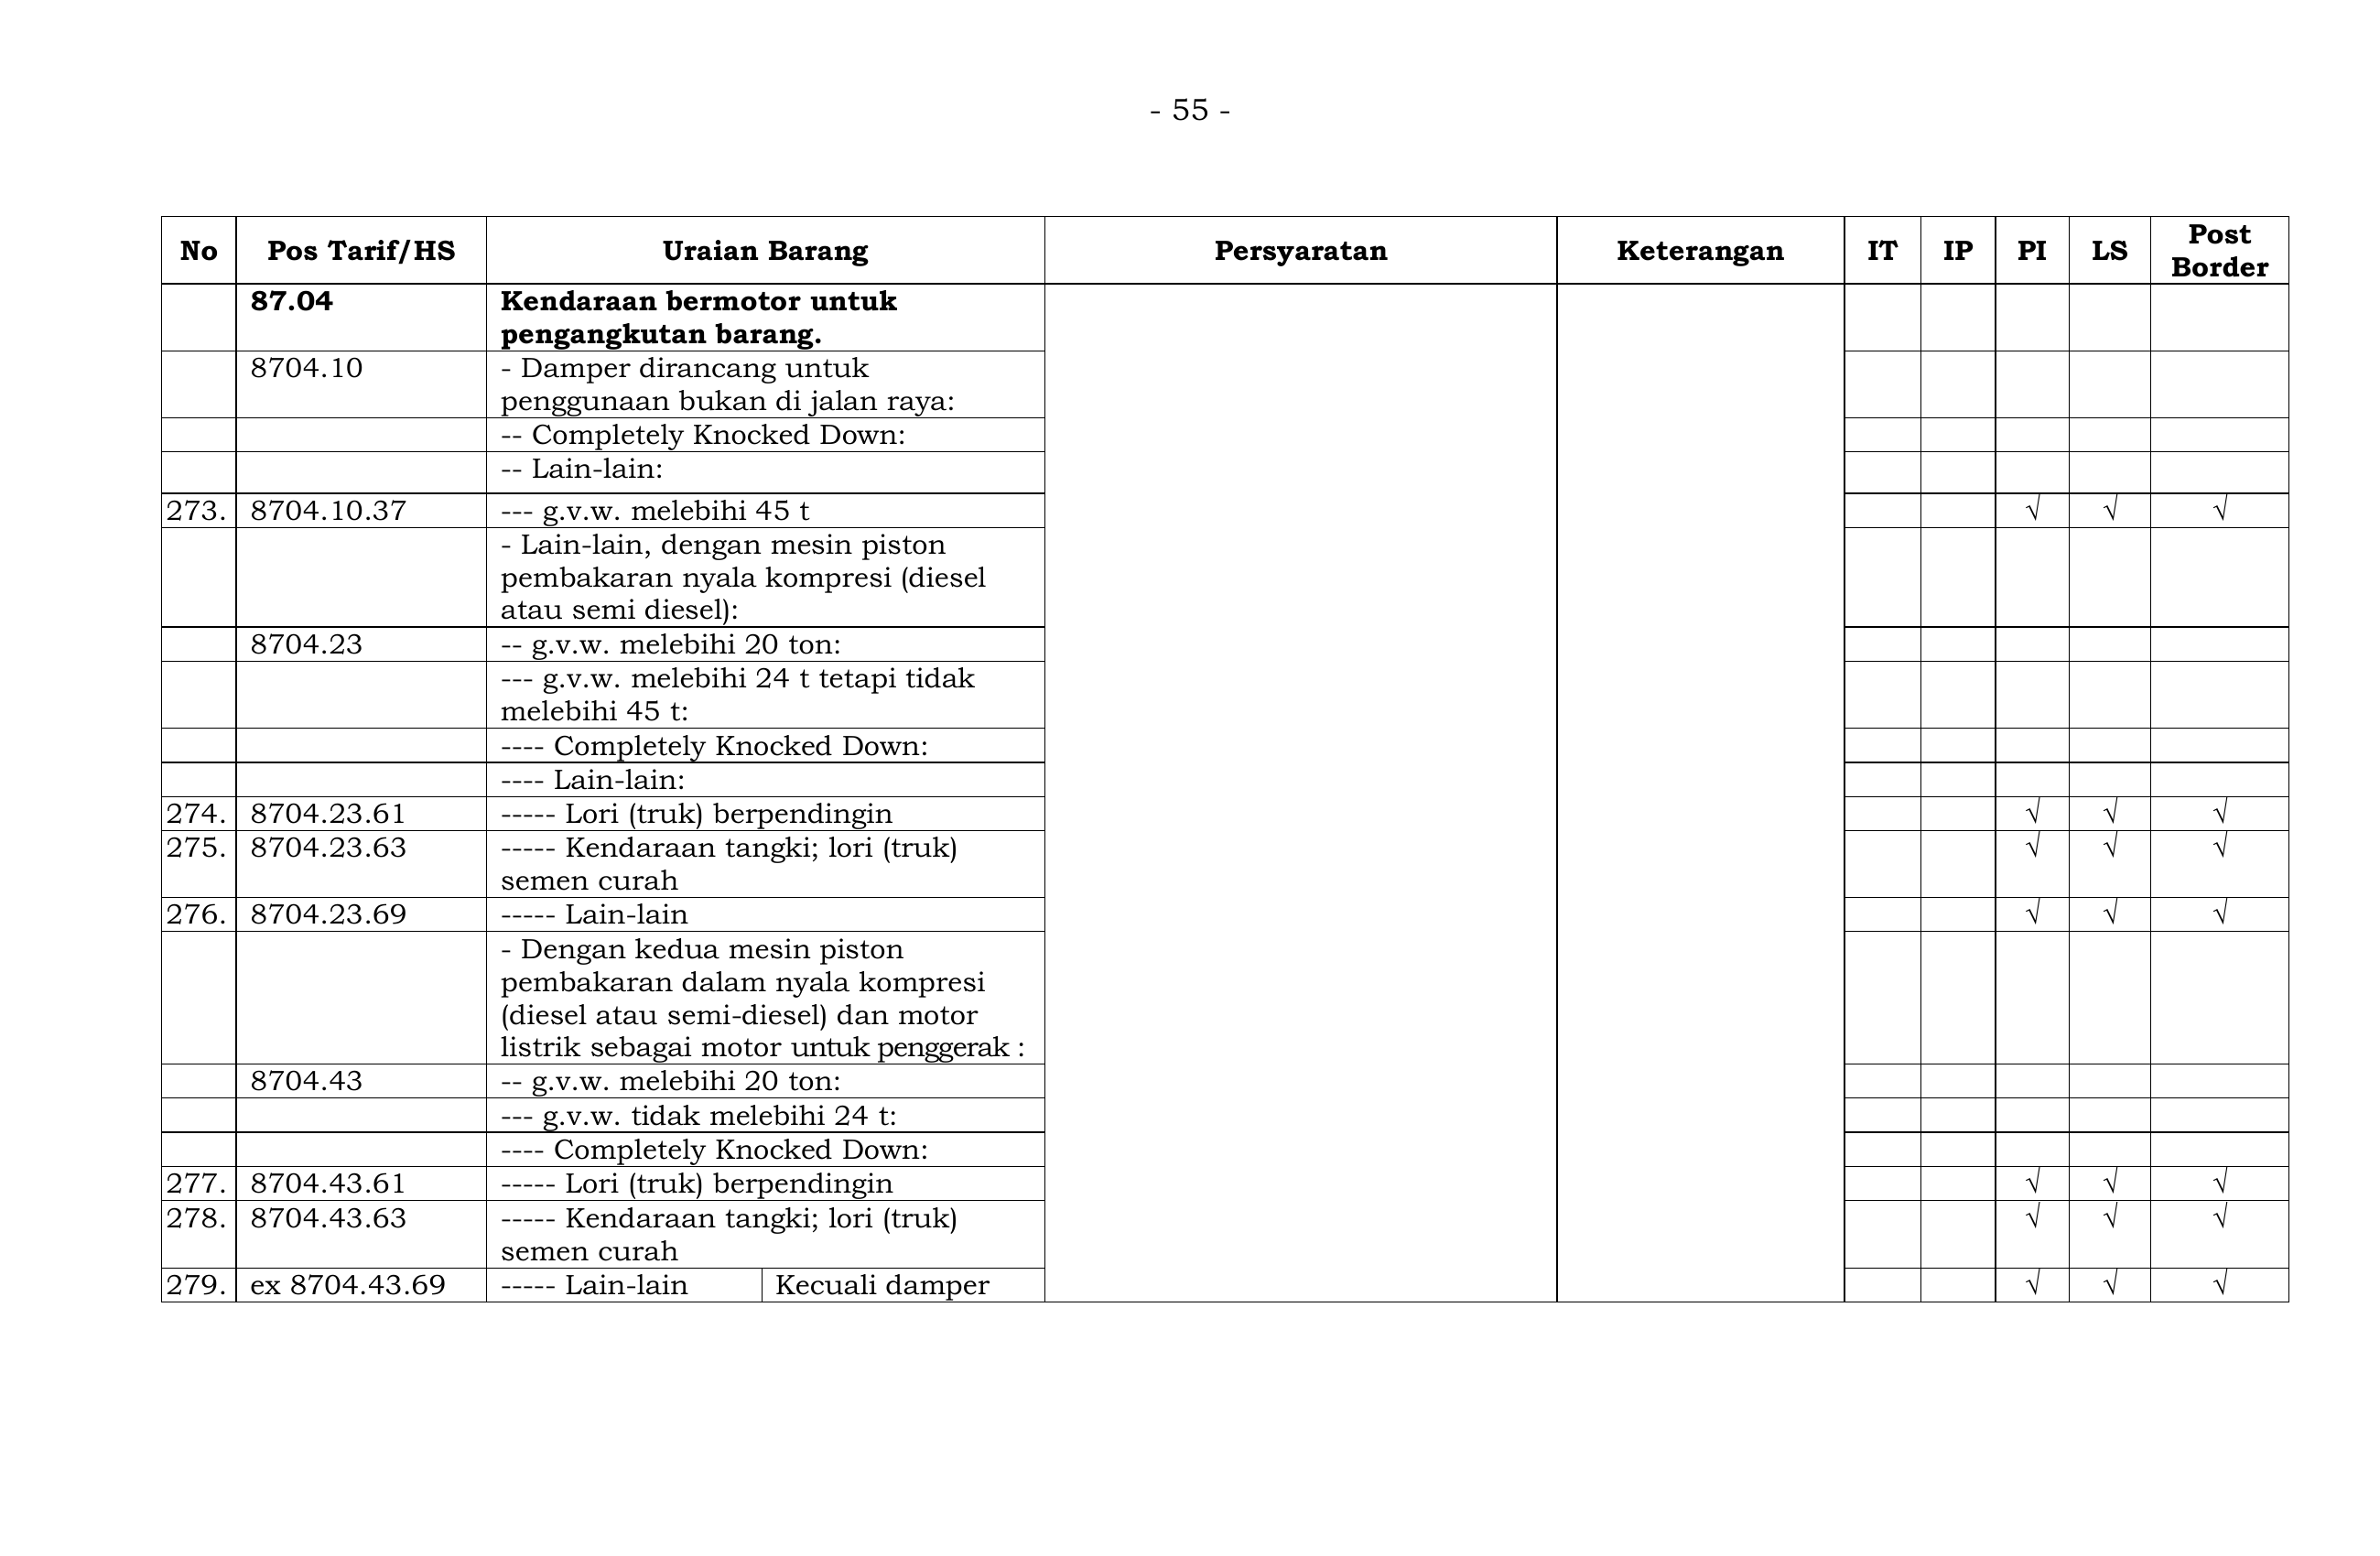 - 55 -
No Pos Tarif/HS Uraian Barang Persyaratan Keterangan IT IP PI LS Post Border
87.04 Kendaraan bermotor untuk
pengangkutan barang.
8704.10 - Damper dirancang untuk
penggunaan bukan di jalan raya:
-- Completely Knocked Down:
-- Lain-lain:
273. 8704.10.37 --- g.v.w. melebihi 45 t √ √ √
- Lain-lain, dengan mesin piston
pembakaran nyala kompresi (diesel
atau semi diesel):
8704.23 -- g.v.w. melebihi 20 ton:
--- g.v.w. melebihi 24 t tetapi tidak
melebihi 45 t:
---- Completely Knocked Down:
---- Lain-lain:
274. 8704.23.61 ----- Lori (truk) berpendingin √ √ √
275. 8704.23.63 ----- Kendaraan tangki; lori (truk) √ √ √
semen curah
276. 8704.23.69 ----- Lain-lain √ √ √
- Dengan kedua mesin piston
pembakaran dalam nyala kompresi
(diesel atau semi-diesel) dan motor
listrik sebagai motor untuk penggerak :
8704.43 -- g.v.w. melebihi 20 ton:
--- g.v.w. tidak melebihi 24 t:
---- Completely Knocked Down:
277. 8704.43.61 ----- Lori (truk) berpendingin √ √ √
278. 8704.43.63 ----- Kendaraan tangki; lori (truk) √ √ √
semen curah
279. ex 8704.43.69 ----- Lain-lain Kecuali damper √ √ √